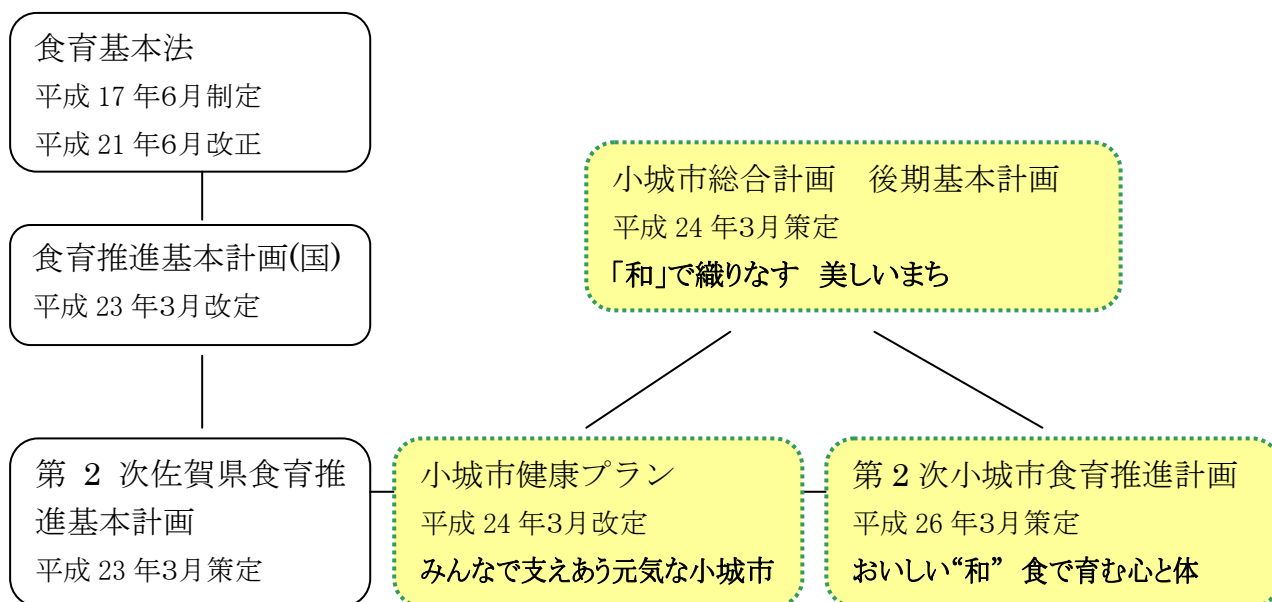 食育基本法
平成 17 年6月制定
平成 21 年6月改正
食育推進基本計画(国)
平成 23 年3月改定
第 2 次佐賀県食育推
進基本計画
平成 23 年3月策定
小城市総合計画　後期基本計画
平成 24 年3月策定
「和」で織りなす　美しいまち
小城市健康プラン
平成 24 年3月改定
みんなで支えあう元気な小城市
第 2 次小城市食育推進計画
平成 26 年3月策定
おいしい“和”　食で育む心と体